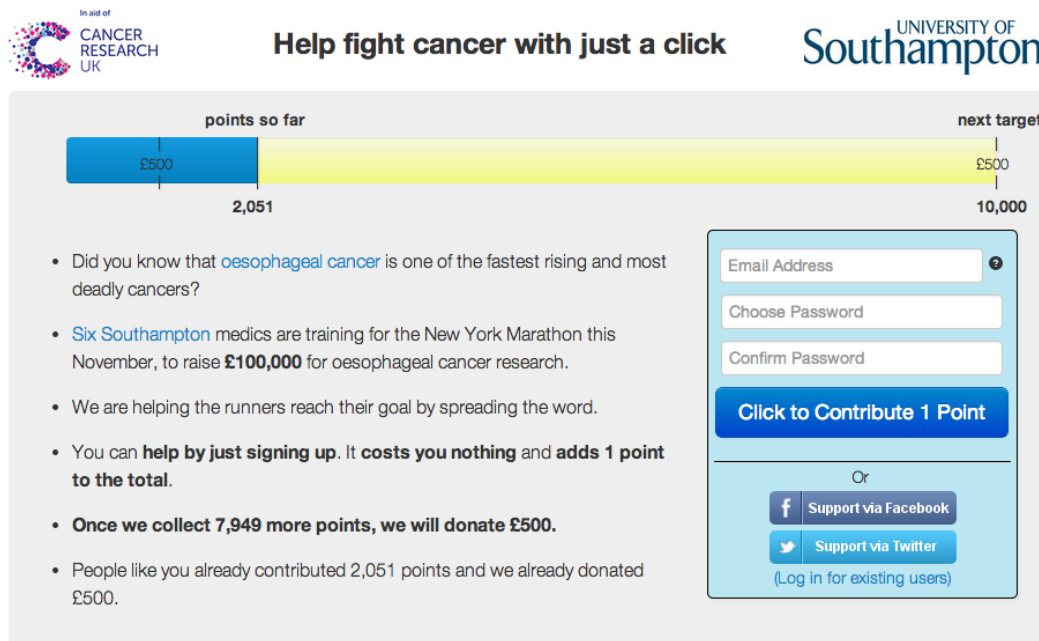 In aid of
CANCER
RESEARCH
UK
Help fight cancer with just a click
UNIVERSITY OF
Southampton
points so far
next target
£500
£500
2,051
10,000
• Did you know that oesophageal cancer is one of the fastest rising and most
deadly cancers?
• Six Southampton medics are training for the New York Marathon this
November, to raise £100,000 for oesophageal cancer research.
• We are helping the runners reach their goal by spreading the word.
• You can help by just signing up. It costs you nothing and adds 1 point
to the total.
• Once we collect 7,949 more points, we will donate £500.
• People like you already contributed 2,051 points and we already donated
£500.
Email Address
?
Choose Password
Confirm Password
Click to Contribute 1 Point
Or
f Support via Facebook
Support via Twitter
(Log in for existing users)